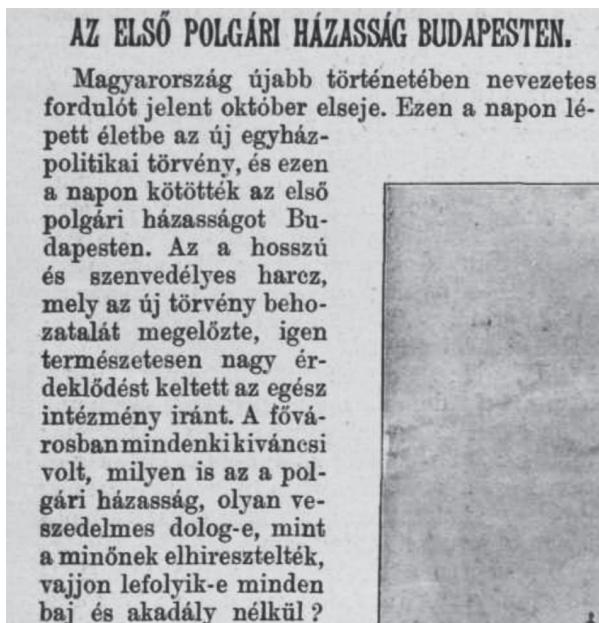 AZ ELSŐ POLGÁRI HÁZASSÁG BUDAPESTEN.
Magyarország újabb történetében nevezetes
fordulót jelent október elseje. Ezen a napon lé-
pett életbe az új egyház-
politikai törvény, és ezen
a napon kötötték az első
polgári házasságot Bu-
dapesten. Az a hosszú
és szenvedélyes harcz,
mely az új törvény beho-
zatalát megelőzte, igen
természetesen nagy ér-
deklődést keltett az egész
intézmény iránt. A fővá-
rosban mindenki kiváncsi
volt, milyen is az a pol-
gári házasság, olyan ve-
szedelmes dolog-e, mint
a minőnek elhiresztelték,
vajjon lefolyik-e minden
baj és akadály nélkül ?